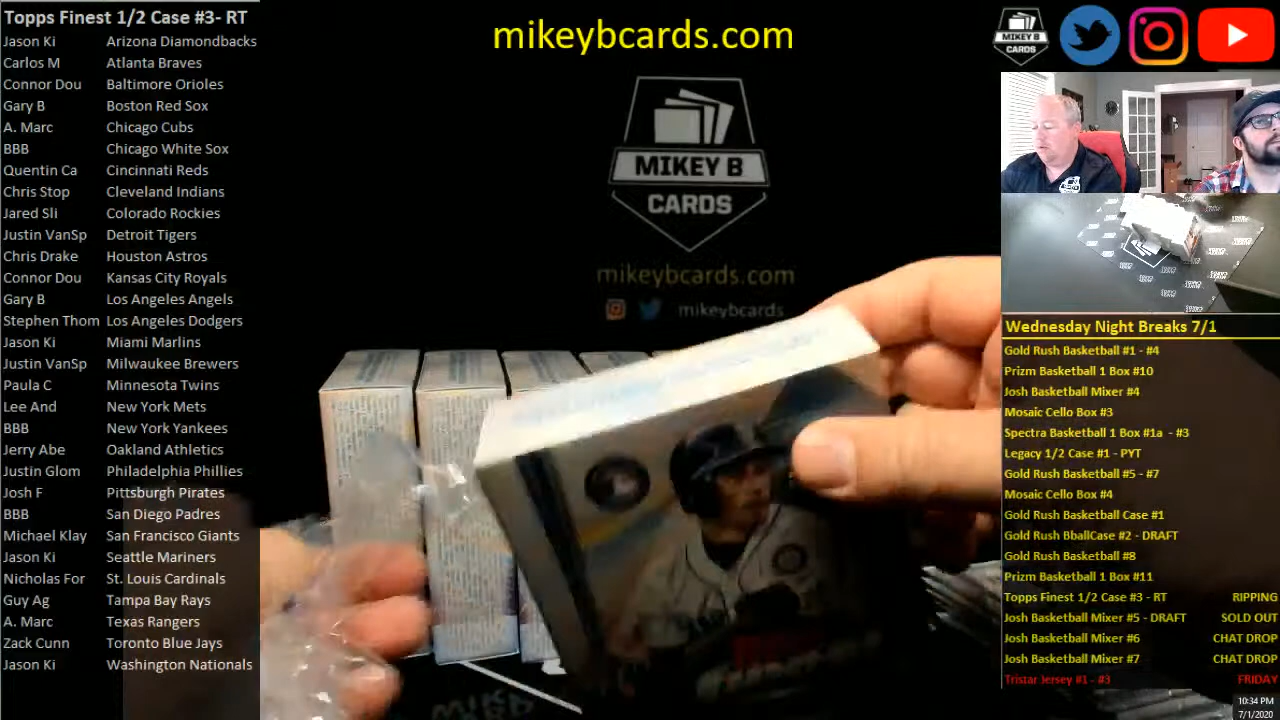 Topps Finest 1/2 Case #3- RT
Jason Ki Arizona Diamondbacks
Carlos M Atlanta Braves
Connor Dou Baltimore Orioles
Gary B Boston Red Sox
A. Marc Chicago Cubs
BBB Chicago White Sox
Quentin Ca Cincinnati Reds
Chris Stop Cleveland Indians
Jared Sli Colorado Rockies
Justin VanSp Detroit Tigers
Chris Drake Houston Astros
Connor Dou Kansas City Royals
Gary B Los Angeles Angels
Stephen Thom Los Angeles Dodgers
Jason Ki Miami Marlins
Justin VanSp Milwaukee Brewers
Paula C Minnesota Twins
Lee And New York Mets
BBB New York Yankees
Jerry Abe Oakland Athletics
Justin Glom Philadelphia Phillies
Josh F Pittsburgh Pirates
BBB San Diego Padres
Michael Klay San Francisco Giants
Jason Ki Seattle Mariners
Nicholas For St. Louis Cardinals
Guy Ag Tampa Bay Rays
A. Marc Texas Rangers
Zack Cunn Toronto Blue Jays
Jason Ki Washington Nationals
mikeybcards.com
MIKEY B
CARDS
mikeybcards.com
mikeybcards
MIKEY B
CARDS
Wednesday Night Breaks 7/1
Gold Rush Basketball #1 - #4
Prizm Basketball 1 Box #10
Josh Basketball Mixer #4
Mosaic Cello Box #3
Spectra Basketball 1 Box #1a - #3
Legacy 1/2 Case #1 - PYT
Gold Rush Basketball #5 - #7
Mosaic Cello Box #4
Gold Rush Basketball Case #1
Gold Rush BballCase #2 - DRAFT
Gold Rush Basketball #8
Prizm Basketball 1 Box #11
Topps Finest 1/2 Case #3 - RT RIPPING
Josh Basketball Mixer #5 - DRAFT SOLD OUT
Josh Basketball Mixer #6 CHAT DROP
Josh Basketball Mixer #7 CHAT DROP
Tristar Jersey #1 - #3 FRIDAY
10:34 PM
7/1/2020